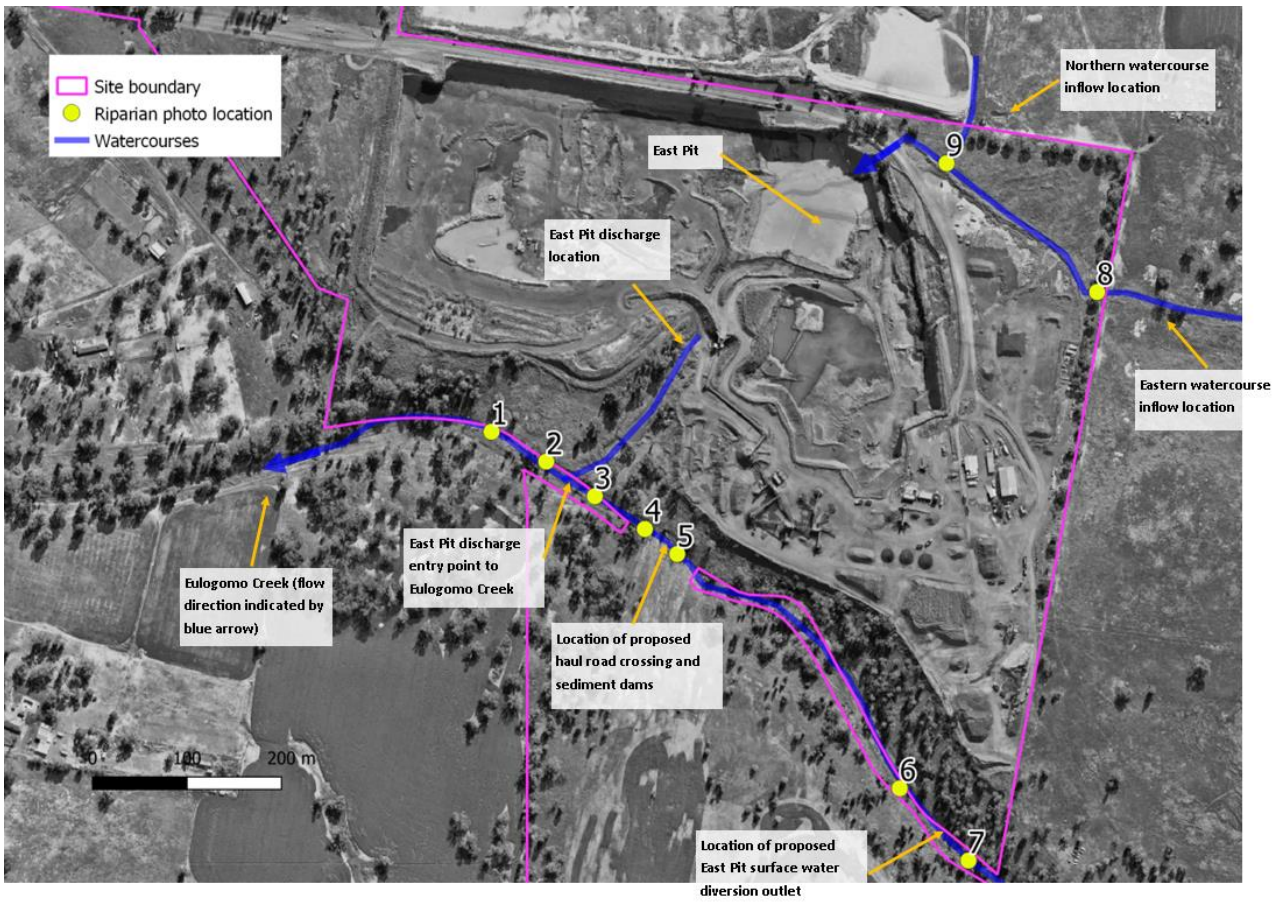 Site boundary
Riparian photo location
Watercourses
Northern watercourse
inflow location
East Pit
9
East Pit discharge
location
8
Eastern watercourse
inflow location
1
2
3
4
5
East Pit discharge
entry point to
Eulogomo Creek
Eulogomo Creek (flow
direction indicated by
blue arrow)
Location of proposed
haul road crossing and
sediment dams
0 100 200 m
6
7
Location of proposed
East Pit surface water
diversion outlet